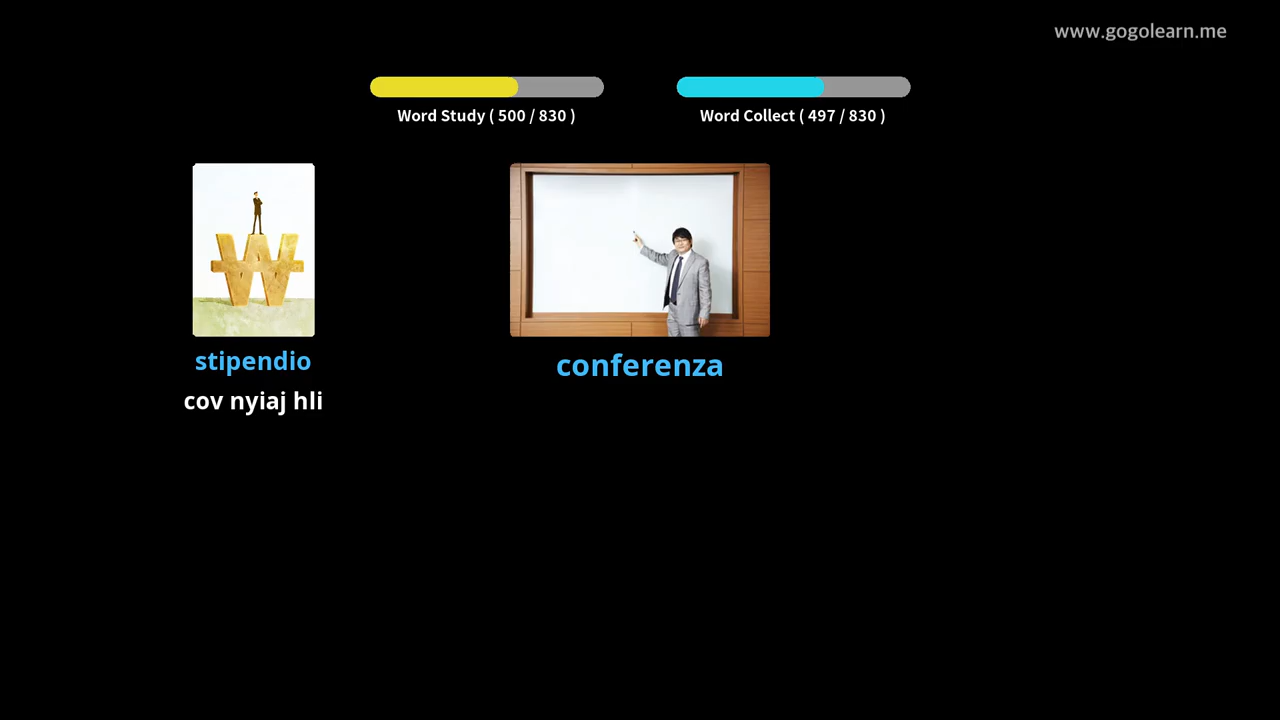 www.gogolearn.me
Word Study ( 500 / 830 )
Word Collect ( 497 / 830 )
stipendio
cov nyiaj hli
conferenza